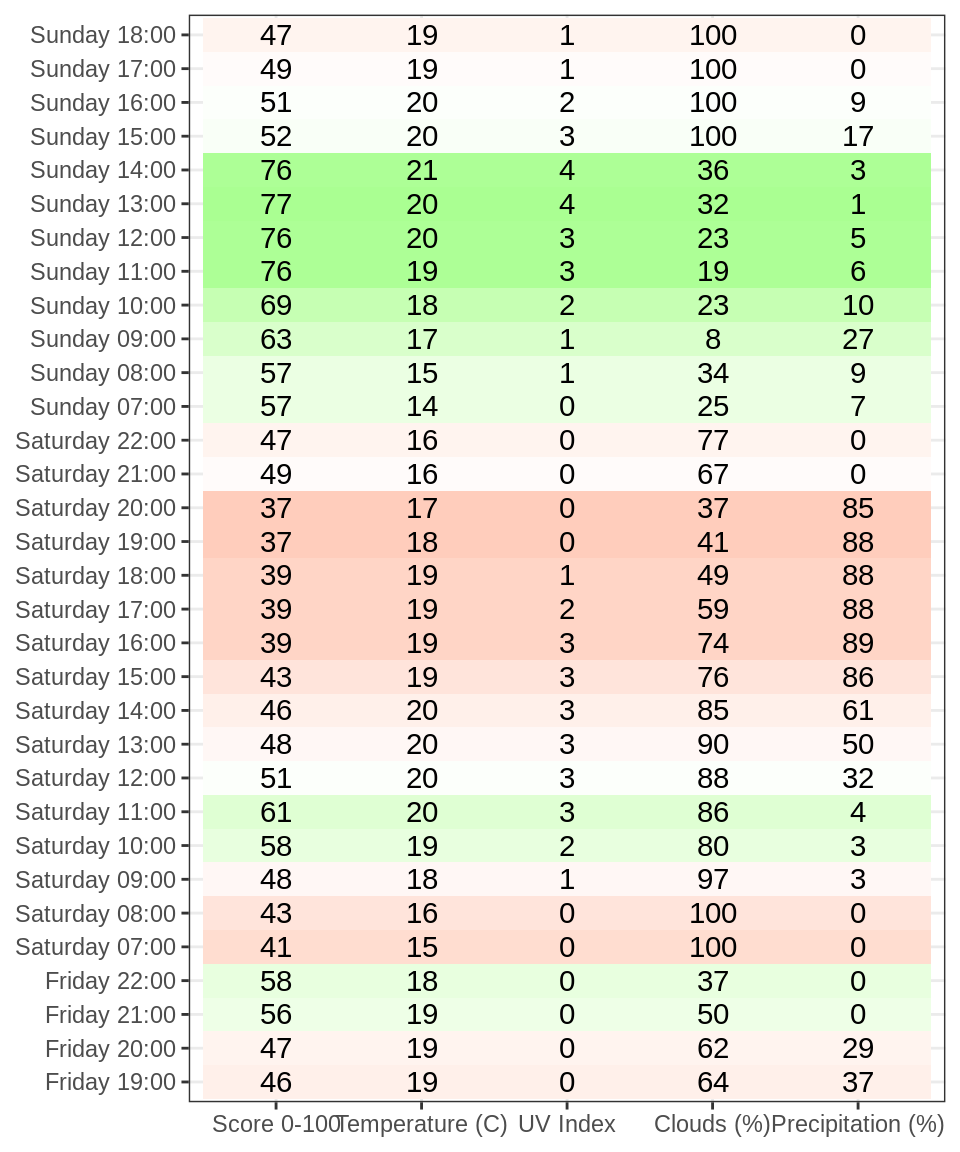 Sunday 18:00 47 19 1 100 0
Sunday 17:00 49 19 1 100 0
Sunday 16:00 51 20 2 100 9
Sunday 15:00 52 20 3 100 17
Sunday 14:00 76 21 4 36 3
Sunday 13:00 77 20 4 32 1
Sunday 12:00 76 20 3 23 5
Sunday 11:00 76 19 3 19 6
Sunday 10:00 69 18 2 23 10
Sunday 09:00 63 17 1 8 27
Sunday 08:00 57 15 1 34 9
Sunday 07:00 57 14 0 25 7
Saturday 22:00 47 16 0 77 0
Saturday 21:00 49 16 0 67 0
Saturday 20:00 37 17 0 37 85
Saturday 19:00 37 18 0 41 88
Saturday 18:00 39 19 1 49 88
Saturday 17:00 39 19 2 59 88
Saturday 16:00 39 19 3 74 89
Saturday 15:00 43 19 3 76 86
Saturday 14:00 46 20 3 85 61
Saturday 13:00 48 20 3 90 50
Saturday 12:00 51 20 3 88 32
Saturday 11:00 61 20 3 86 4
Saturday 10:00 58 19 2 80 3
Saturday 09:00 48 18 1 97 3
Saturday 08:00 43 16 0 100 0
Saturday 07:00 41 15 0 100 0
Friday 22:00 58 18 0 37 0
Friday 21:00 56 19 0 50 0
Friday 20:00 47 19 0 62 29
Friday 19:00 46 19 0 64 37
Score 0-100 Temperature (C) UV Index Clouds (%) Precipitation (%)